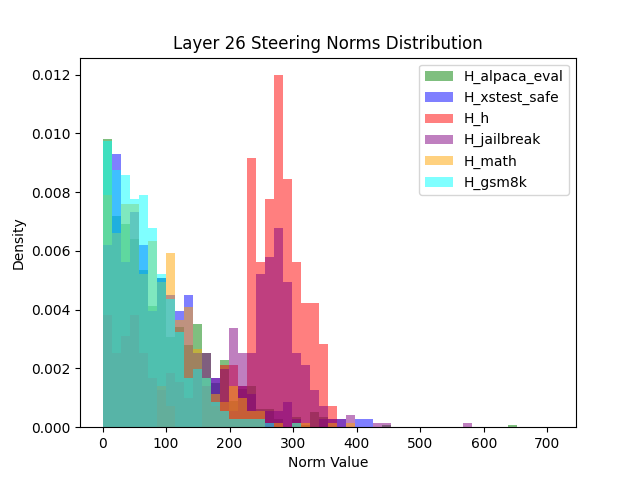 Layer 26 Steering Norms Distribution
0.012
0.010
0.008
0.006
0.004
0.002
0.000
Density
H_alpaca_eval
H_xstest_safe
H_h
H_jailbreak
H_math
H_gsm8k
0 100 200 300 400 500 600 700
Norm Value